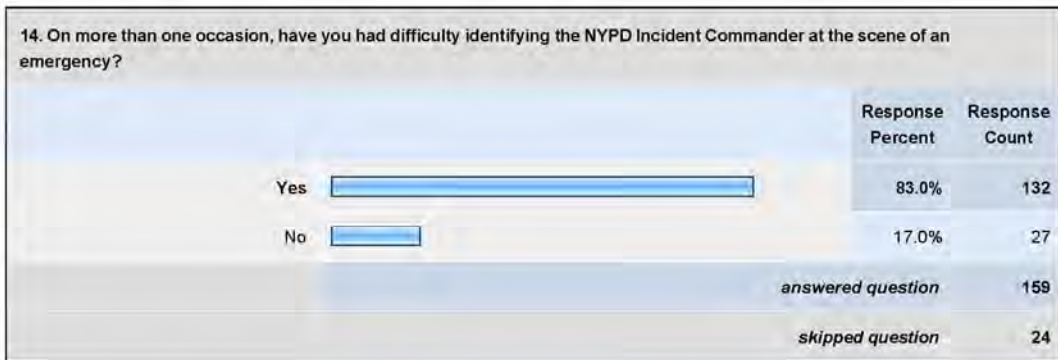 14. On more than one occasion, have you had difficulty identifying the NYPD Incident Commander at the scene of an
emergency?
Response Percent Response Count
Yes 83.0% 132
No 17.0% 27
answered question 159
skipped question 24